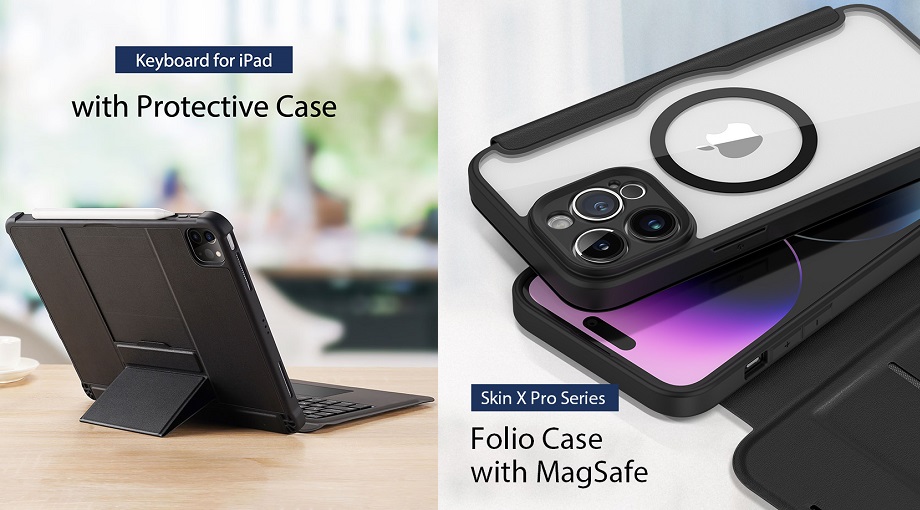 Keyboard for iPad
with Protective Case
Skin X Pro Series
Folio Case
with MagSafe